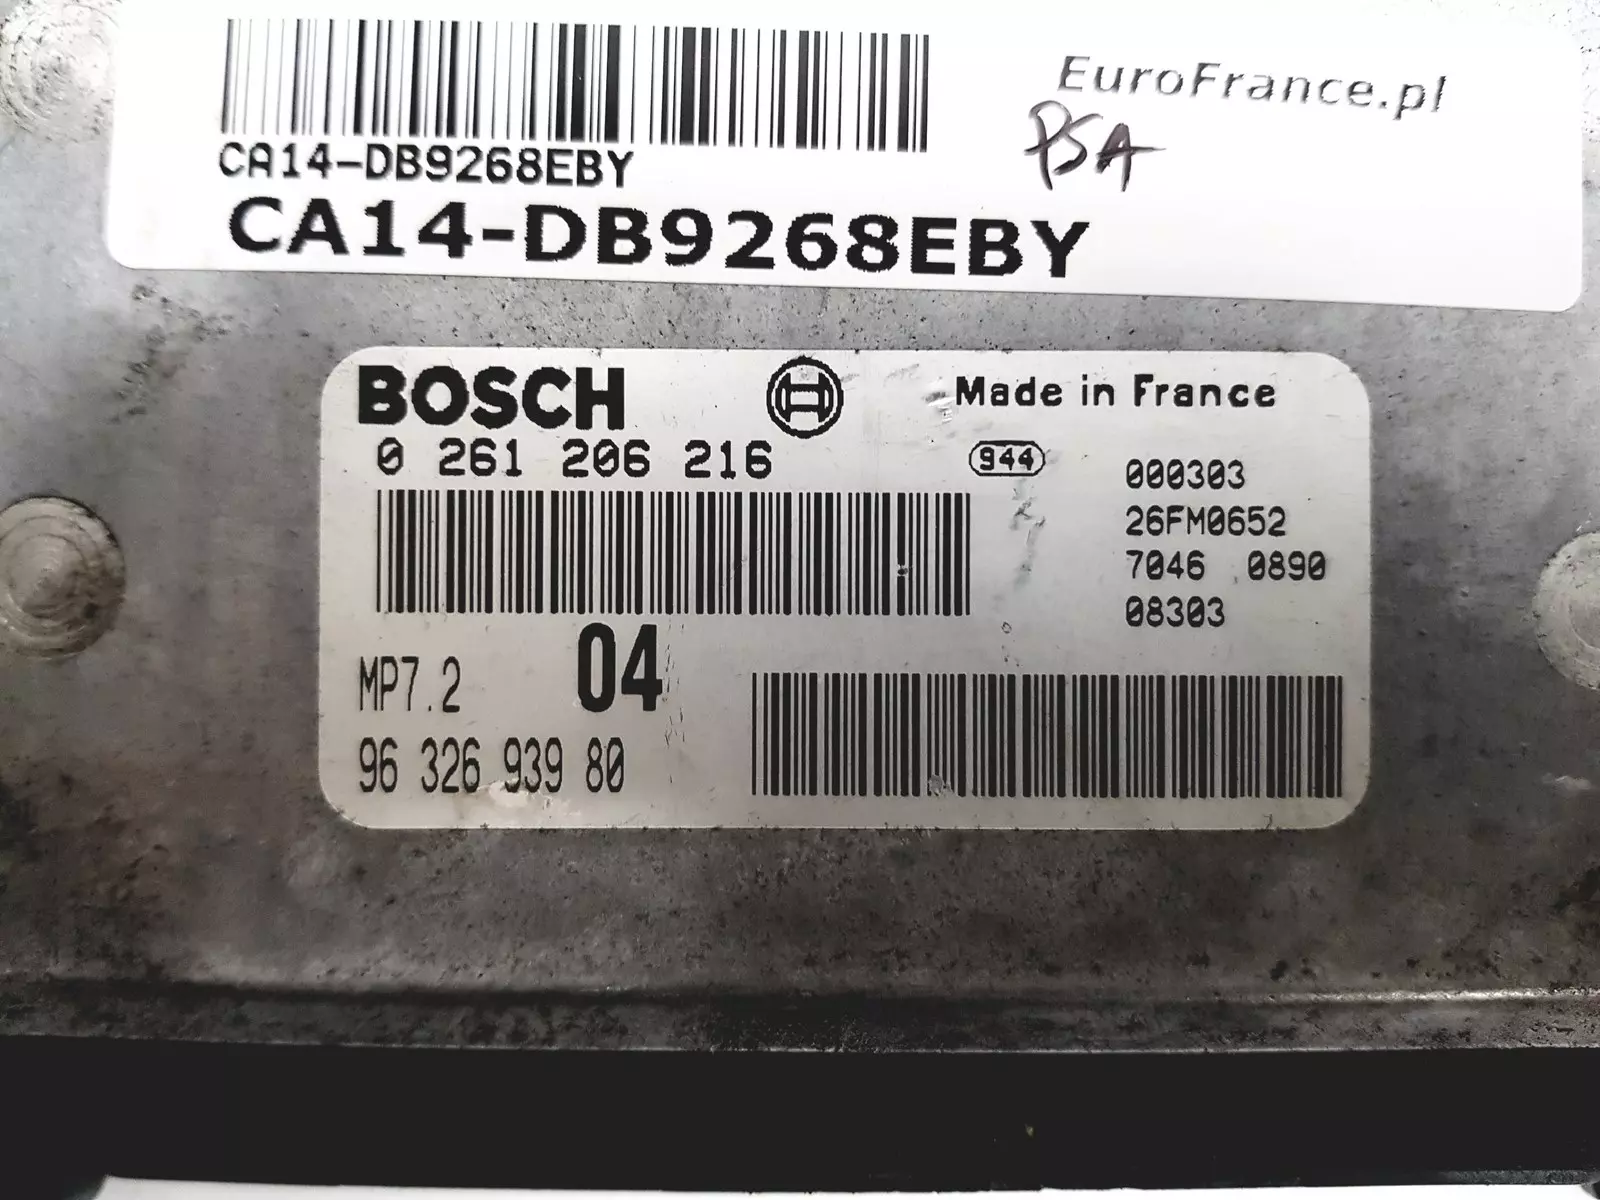 EuroFrance.pl
PSA
CA14-DB9268EBY
CA14-DB9268EBY
BOSCH
Made in France
0 261 206 216
944
000303
26FM0652
7046 0890
08303
MP7.2 04
96 326 939 80